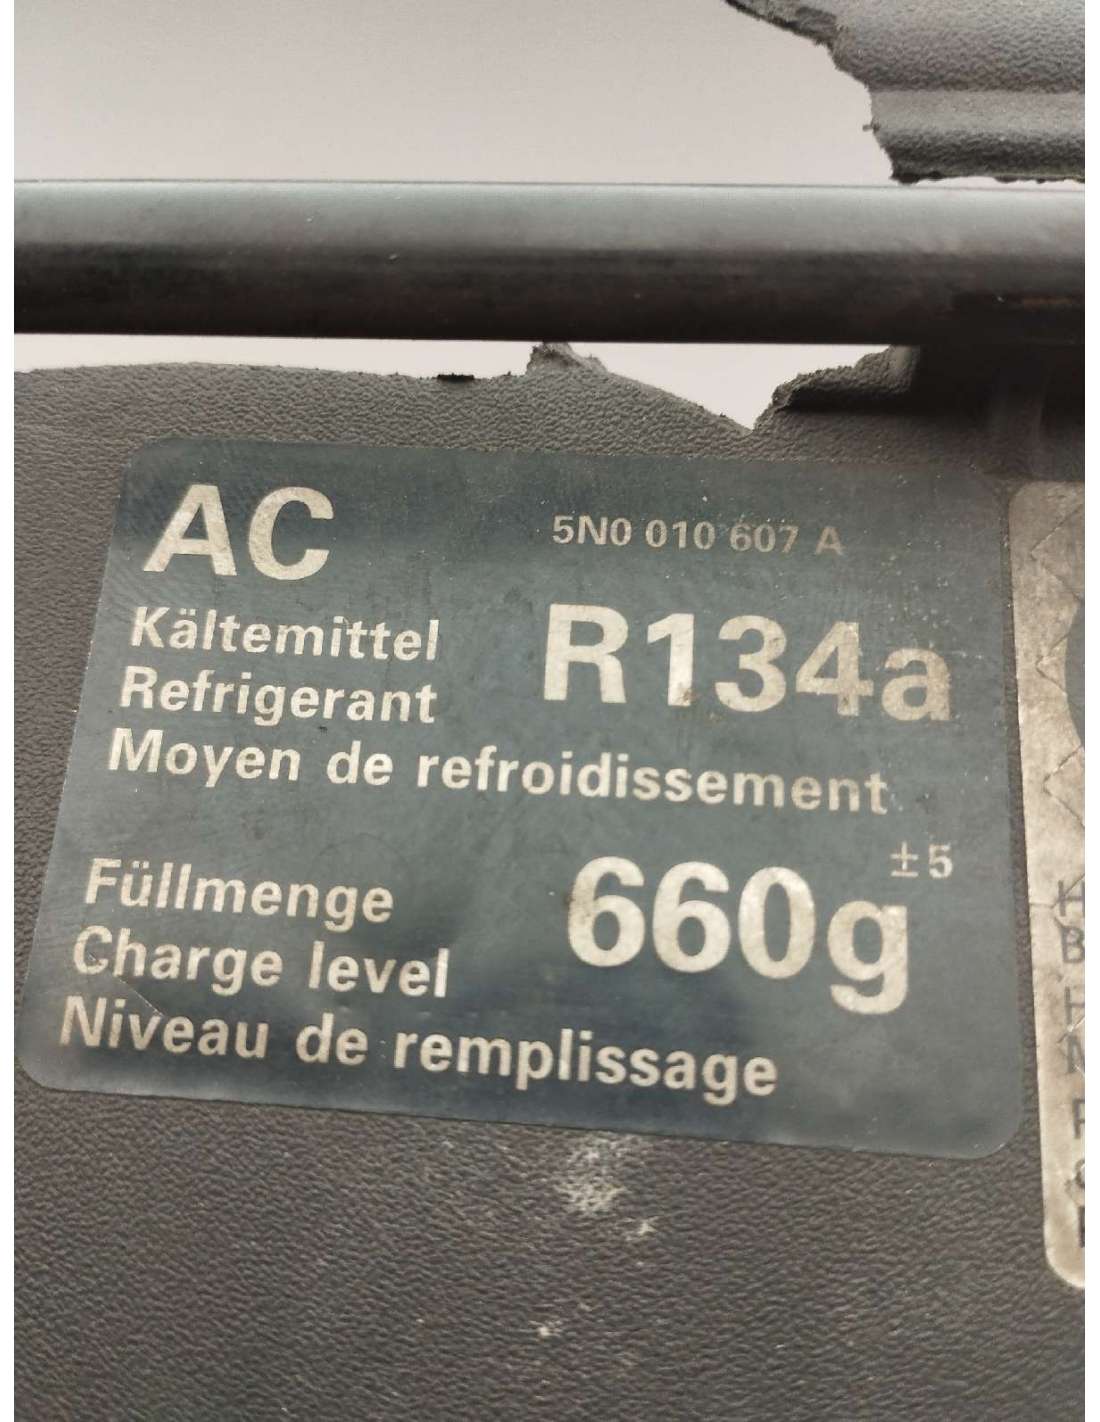 AC
5N0 010 607 A
Kältemittel
R134a
Refrigerant
Moyen de refroidissement
Füllmenge
660g ±5
Charge level
Niveau de remplissage